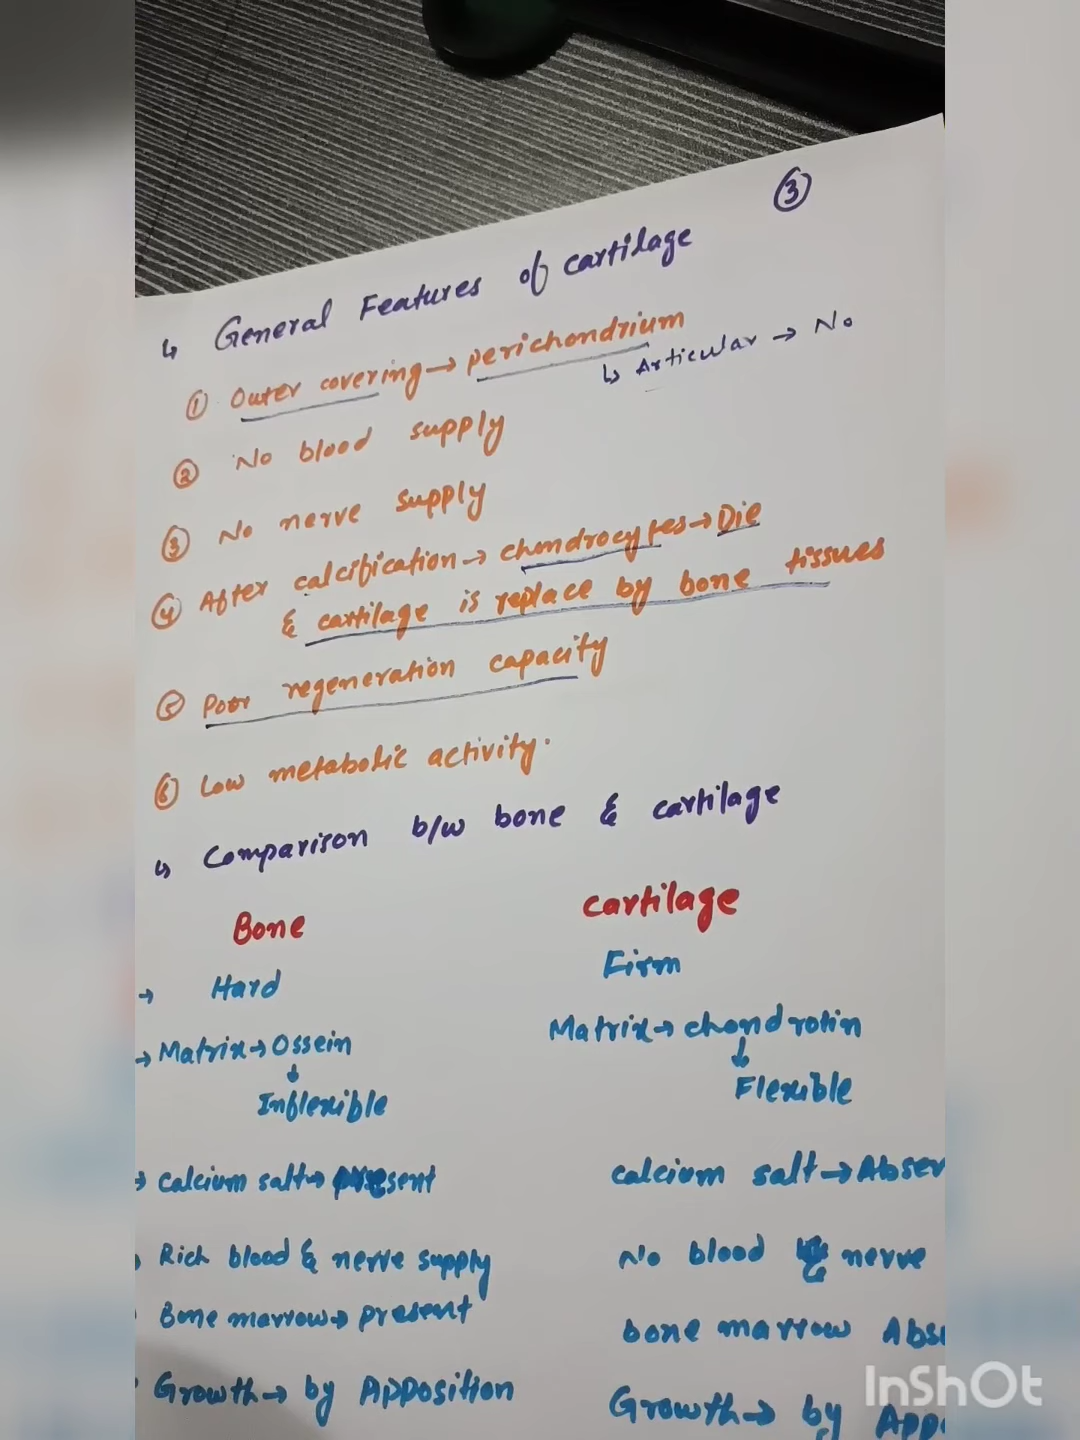 ③
↳ General Features of cartilage
① Outer covering → perichondrium
↳ Articular → No
② No blood supply
③ No nerve supply
④ After calcification → chondrocytes → Die
& cartilage is replace by bone tissues
⑤ Poor regeneration capacity
⑥ Low metabolic activity.
↳ Comparison b/w bone & cartilage
Bone
cartilage
→ Hard
Firm
→ Matrix → Ossein
↓
Inflexible
Matrix → chondrotin
↓
Flexible
→ calcium salt → present
calcium salt → Absen
Rich blood & nerve supply
No blood & nerve
Bone marrow → present
bone marrow Abs
Growth → by Apposition
Growth → by App
InShOt